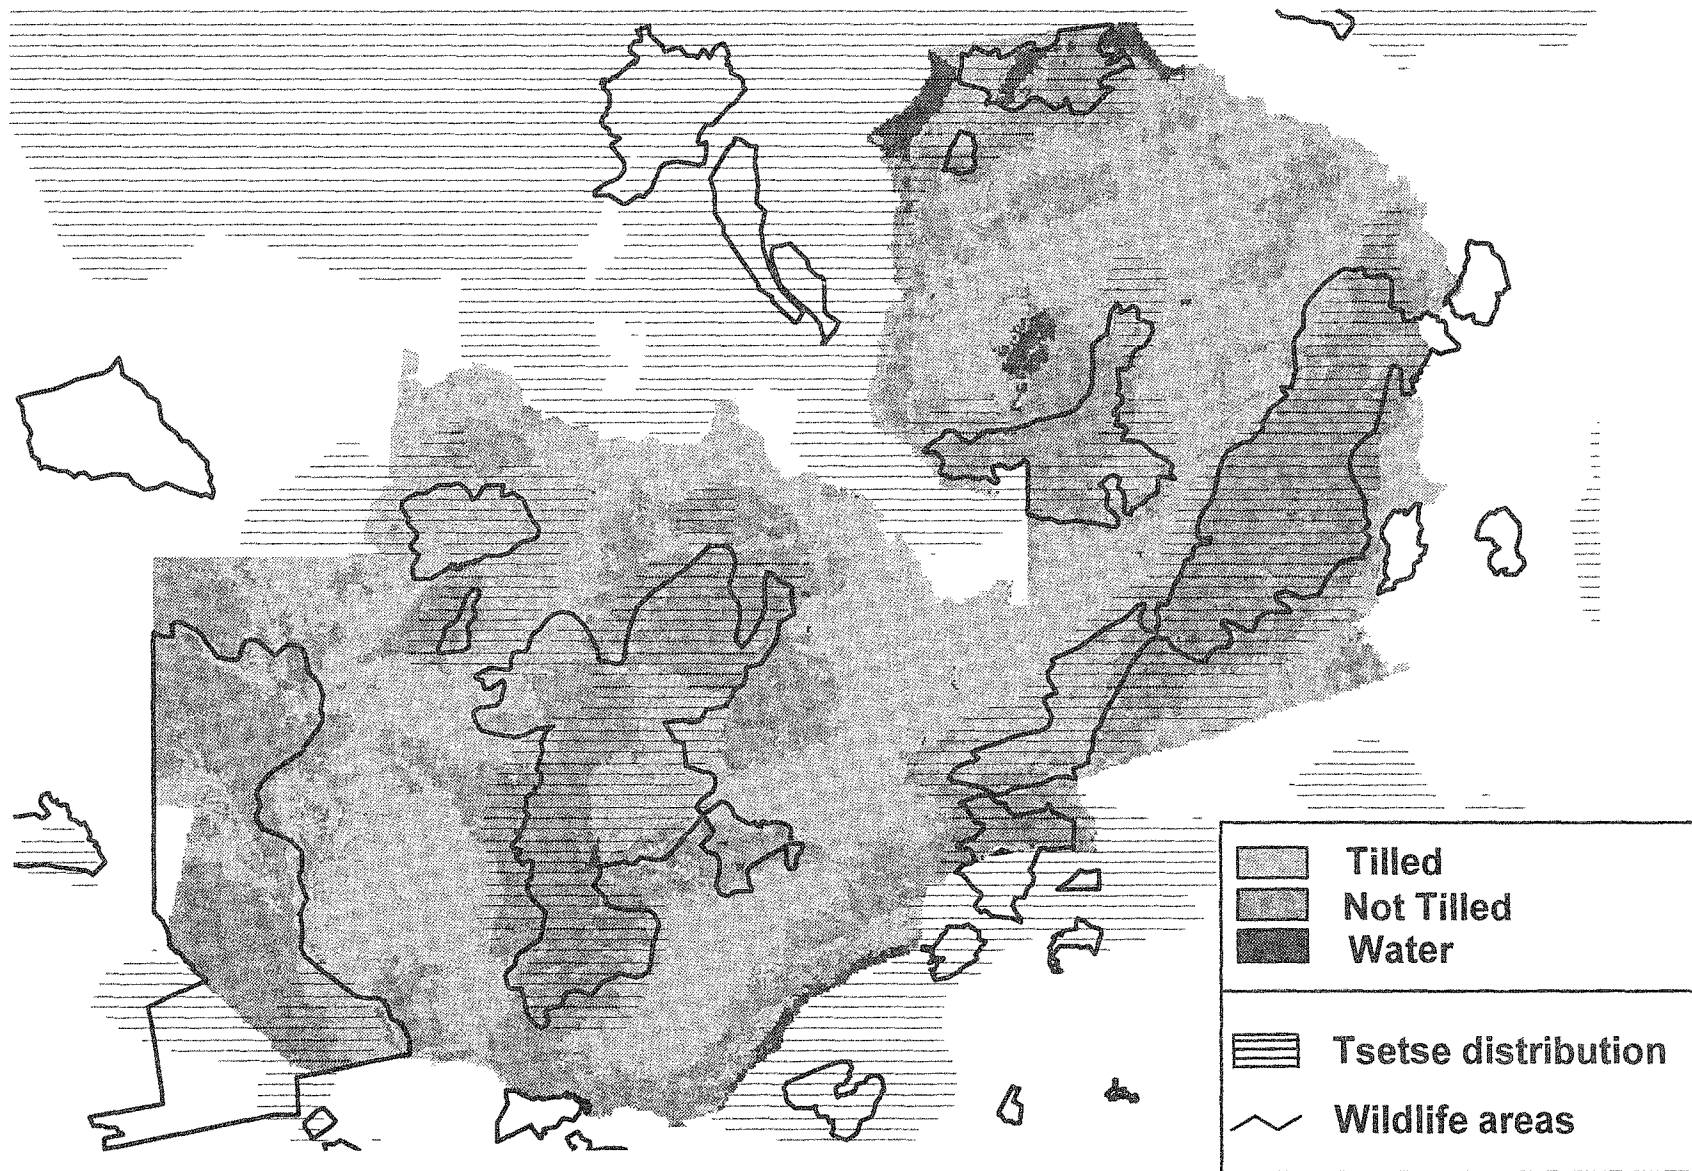 Tilled
Not Tilled
Water
Tsetse distribution
Wildlife areas